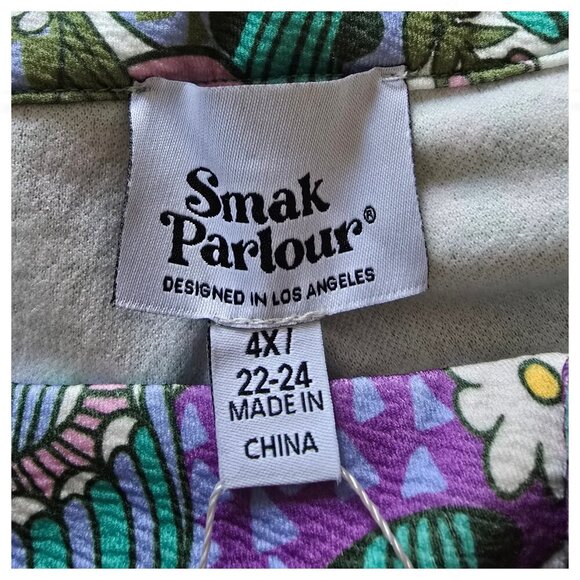 Smak
Parlour®
DESIGNED IN LOS ANGELES
4X/
22-24
MADE IN
CHINA